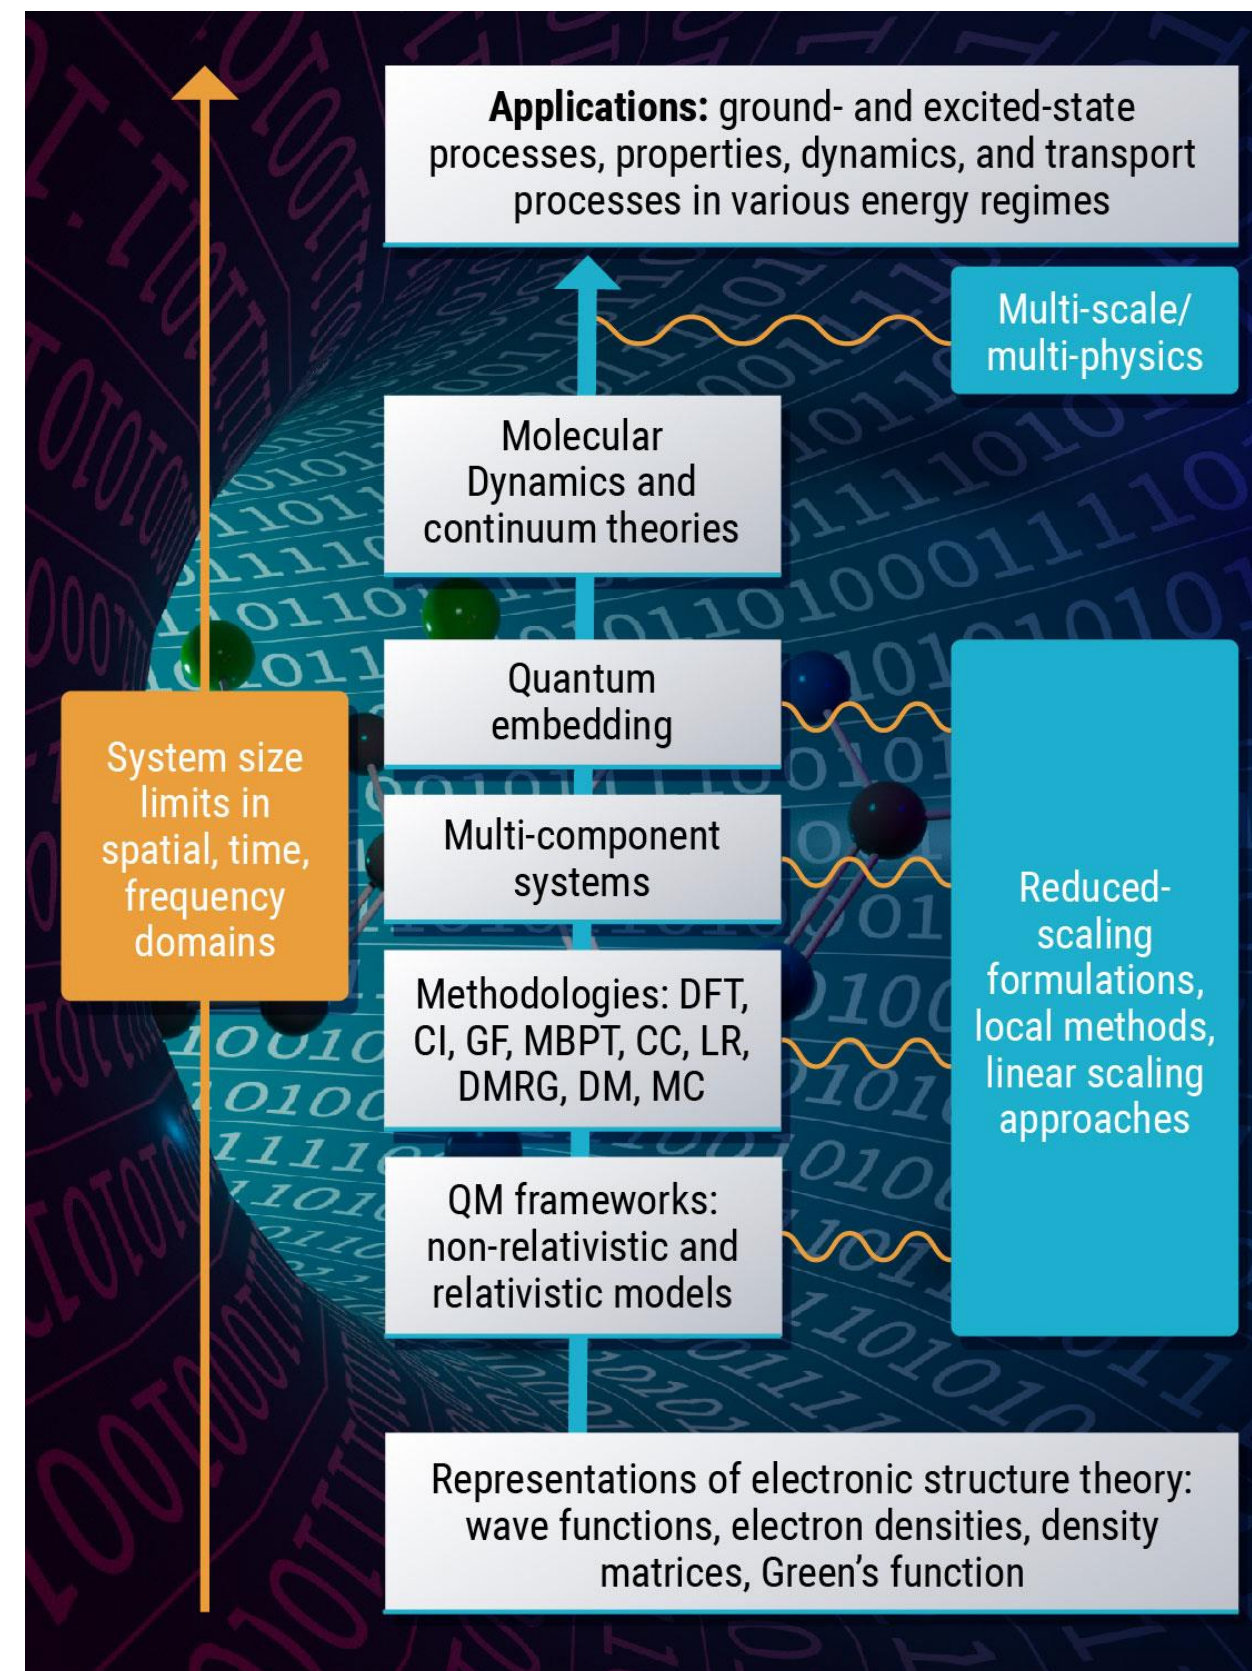 Applications: ground- and excited-state
processes, properties, dynamics, and transport
processes in various energy regimes
Multi-scale/
multi-physics
Molecular
Dynamics and
continuum theories
Quantum
embedding
System size
limits in
spatial, time,
frequency
domains
Multi-component
systems
Reduced-
scaling
formulations,
local methods,
linear scaling
approaches
Methodologies: DFT,
CI, GF, MBPT, CC, LR,
DMRG, DM, MC
QM frameworks:
non-relativistic and
relativistic models
Representations of electronic structure theory:
wave functions, electron densities, density
matrices, Green’s function